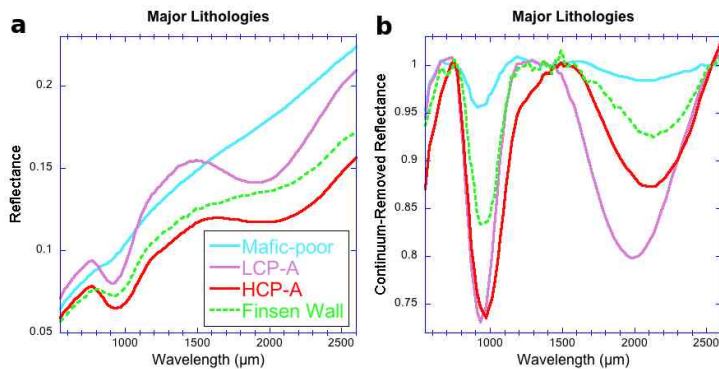 a
Major Lithologies
0.2
0.15
0.1
0.05
Reflectance
1000 1500 2000 2500
Wavelength (μm)
Mafic-poor
LCP-A
HCP-A
Finsen Wall
b
Major Lithologies
1
0.95
0.9
0.85
0.8
0.75
Continuum-Removed Reflectance
1000 1500 2000 2500
Wavelength (μm)